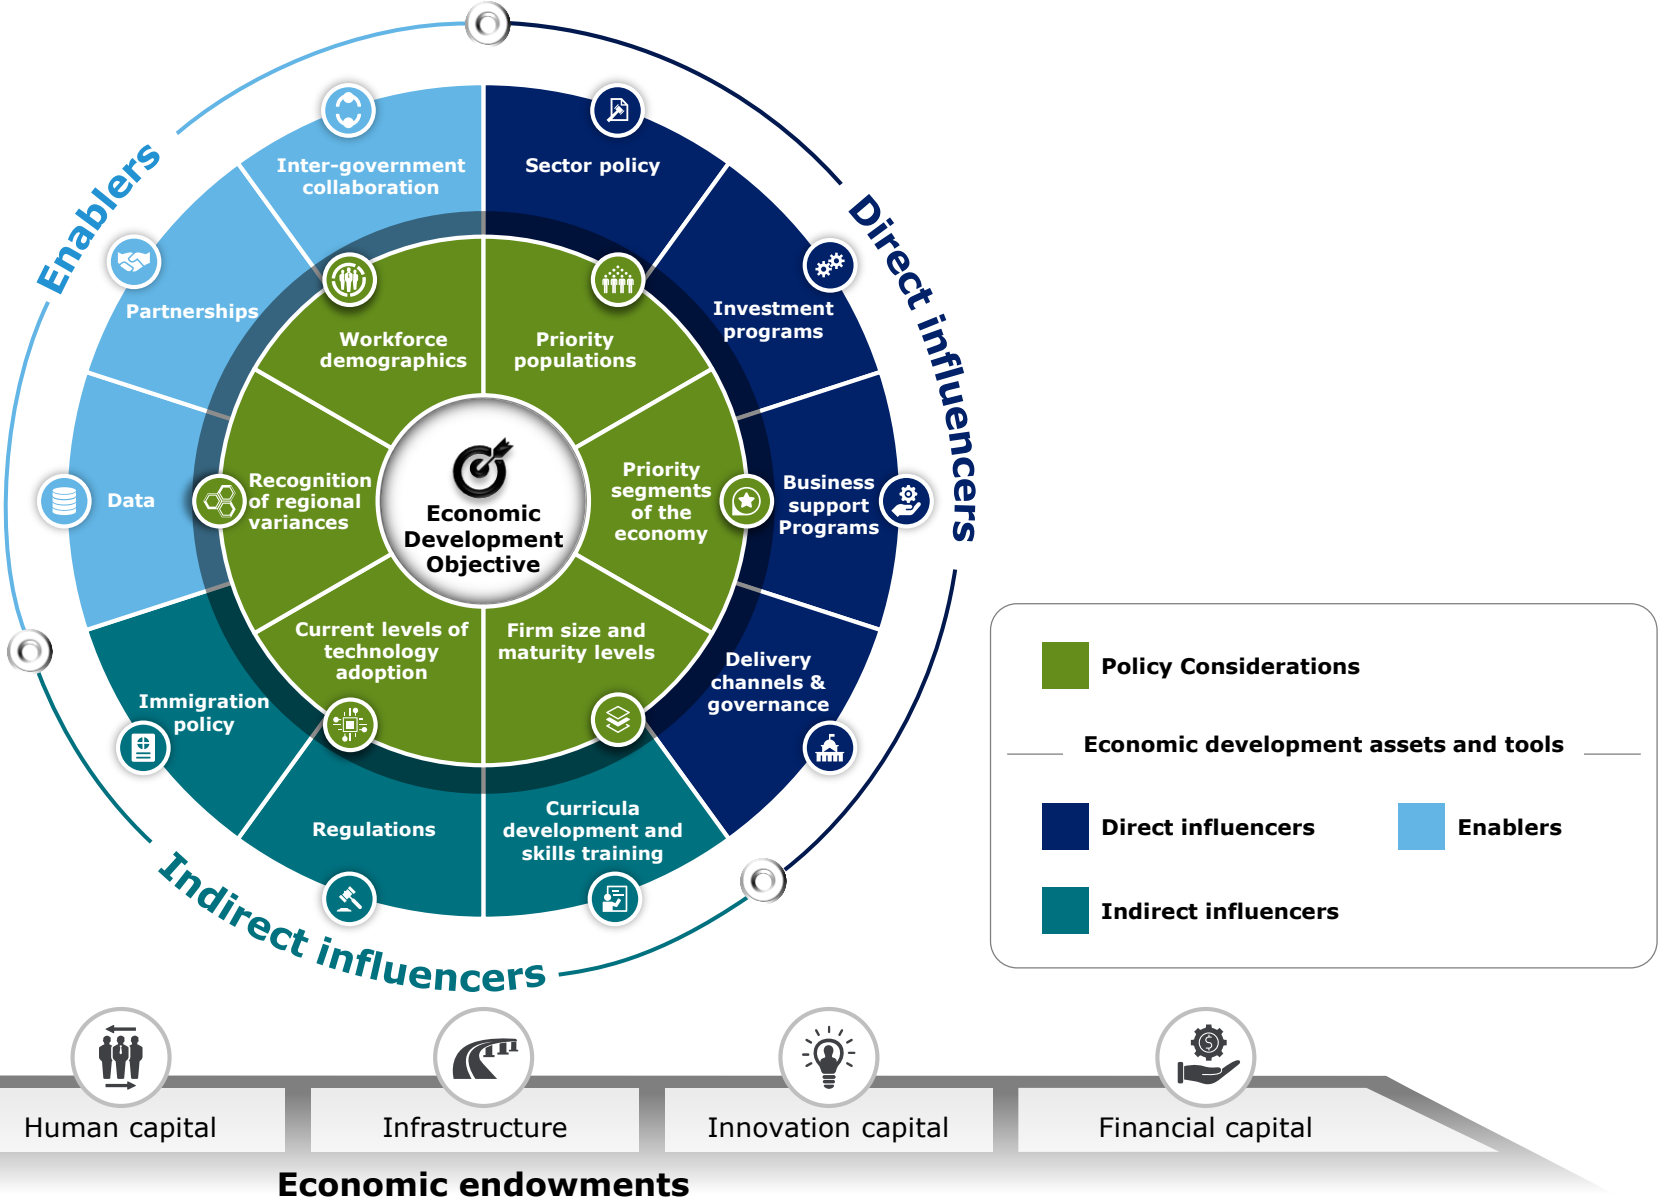 Enablers
Direct influencers
Indirect influencers
Inter-government
collaboration
Sector policy
Partnerships
Investment
programs
Data
Business
support
Programs
Immigration
policy
Delivery
channels &
governance
Regulations
Curricula
development and
skills training
Workforce
demographics
Priority
populations
Recognition
of regional
variances
Priority
segments
of the
economy
Current levels of
technology
adoption
Firm size and
maturity levels
Economic
Development
Objective
Policy Considerations
Economic development assets and tools
Direct influencers
Enablers
Indirect influencers
Human capital
Infrastructure
Innovation capital
Financial capital
Economic endowments